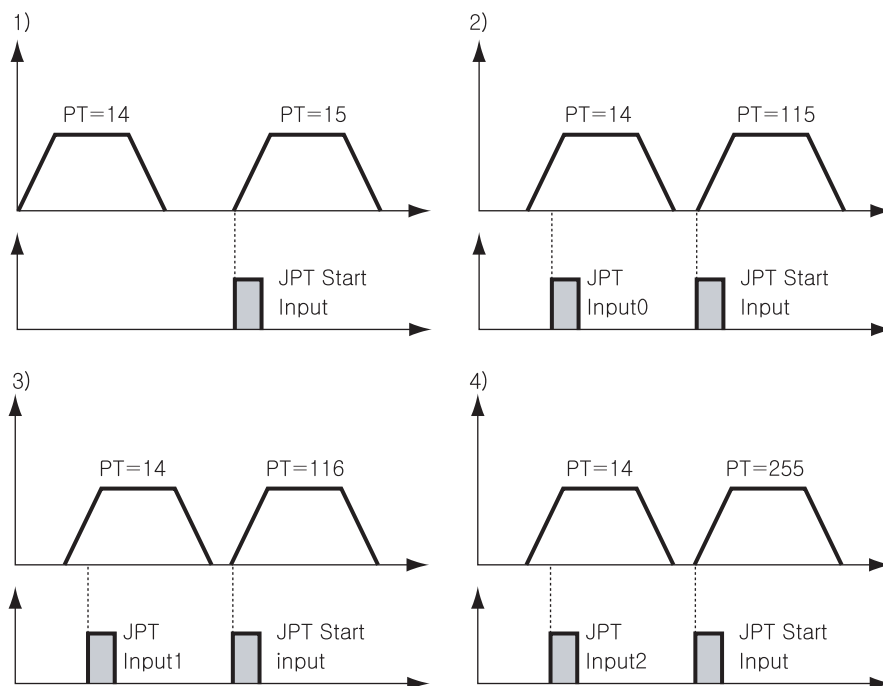 1)
PT=14
PT=15
JPT Start
Input
2)
PT=14
PT=115
JPT
Input0
JPT Start
Input
3)
PT=14
PT=116
JPT
Input1
JPT Start
input
4)
PT=14
PT=255
JPT
Input2
JPT Start
Input